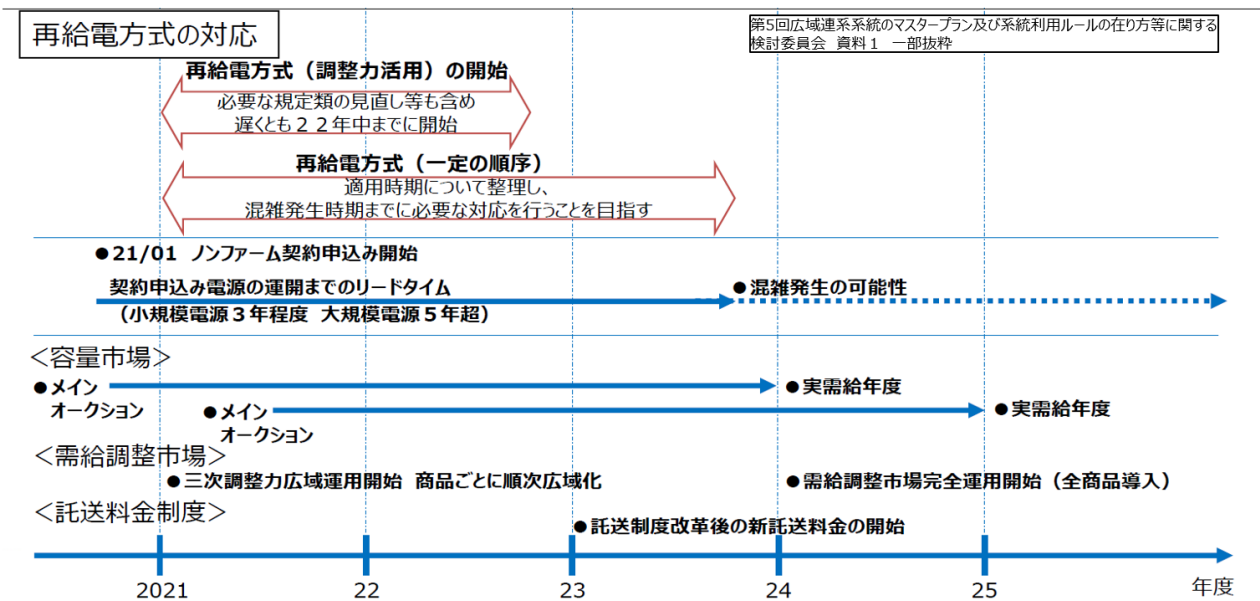 再給電方式の対応
第5回広域連系系統のマスタープラン及び系統利用ルールの在り方等に関する
検討委員会 資料１ 一部抜粋
再給電方式（調整力活用）の開始
必要な規定類の見直し等も含め
遅くとも２２年中までに開始
再給電方式（一定の順序）
適用時期について整理し、
混雑発生時期までに必要な対応を行うことを目指す
●21/01 ノンファーム契約申込み開始
契約申込み電源の運開までのリードタイム
（小規模電源３年程度 大規模電源５年超）
●混雑発生の可能性
＜容量市場＞
●メイン
オークション
●実需給年度
●メイン
オークション
●実需給年度
＜需給調整市場＞
●三次調整力広域運用開始 商品ごとに順次広域化
●需給調整市場完全運用開始（全商品導入）
＜託送料金制度＞
●託送制度改革後の新託送料金の開始
2021
22
23
24
25
年度